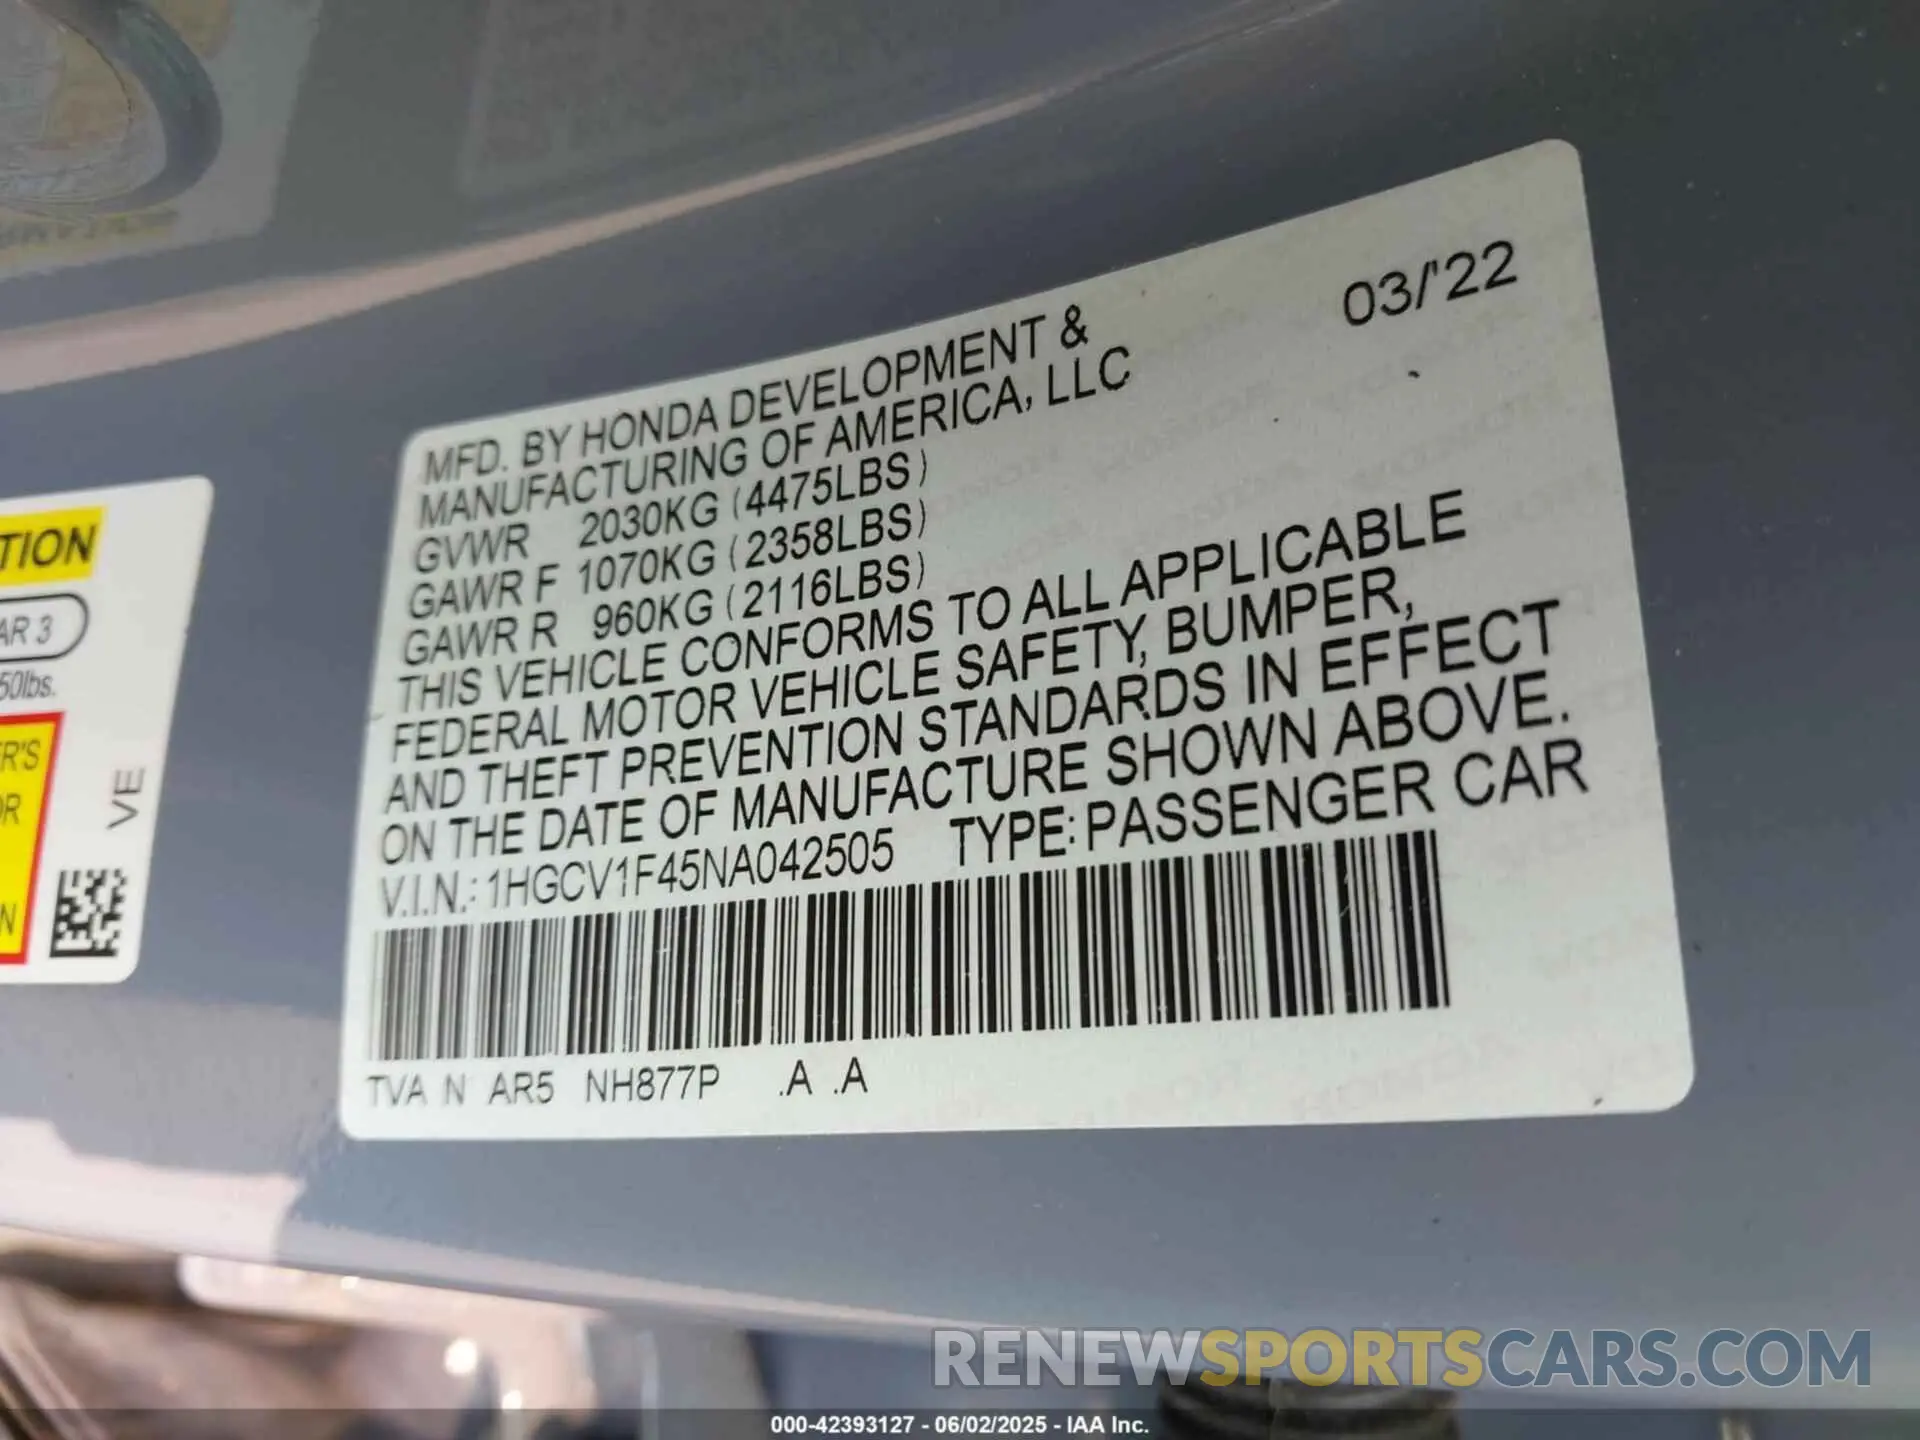 03/'22
MFD. BY HONDA DEVELOPMENT &
MANUFACTURING OF AMERICA, LLC
GVWR 2030KG (4475LBS)
GAWR F 1070KG (2358LBS)
GAWR R 960KG (2116LBS)
THIS VEHICLE CONFORMS TO ALL APPLICABLE
FEDERAL MOTOR VEHICLE SAFETY, BUMPER,
AND THEFT PREVENTION STANDARDS IN EFFECT
ON THE DATE OF MANUFACTURE SHOWN ABOVE.
V.I.N.: 1HGCV1F45NA042505 TYPE: PASSENGER CAR
TVA N AR5 NH877P .A .A
TION
AR 3
50lbs.
ER'S
OR
N
VE
RENEWSPORTSCARS.COM
000-42393127 - 06/02/2025 - IAA Inc.